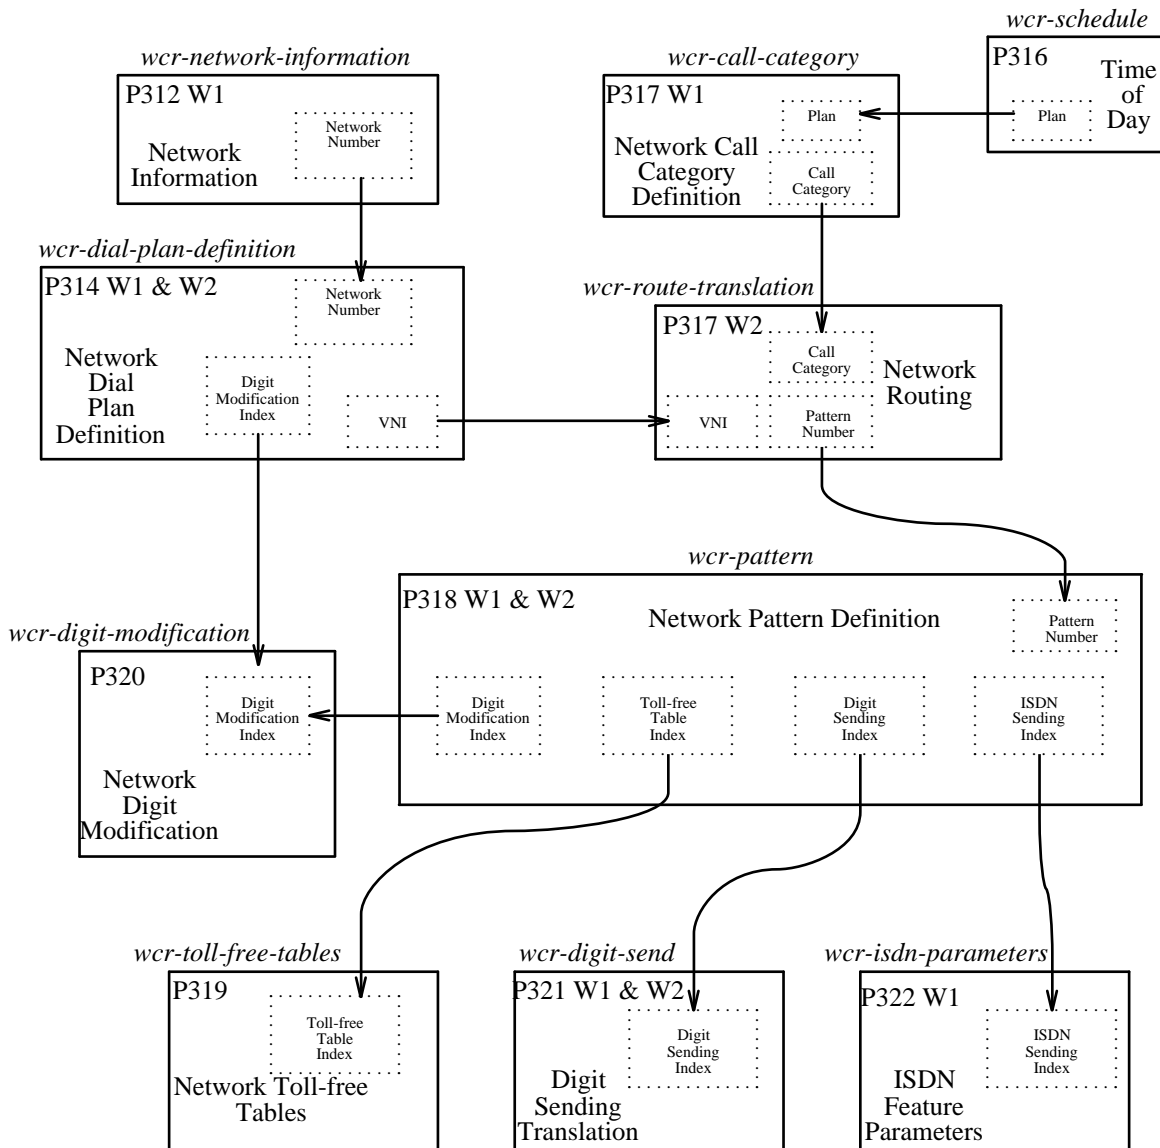 wcr-schedule
P316
Time
of
Day
Plan
wcr-network-information
P312 W1
Network
Number
Network
Information
wcr-call-category
P317 W1
Plan
Network Call
Category
Definition
Call
Category
wcr-dial-plan-definition
P314 W1 & W2
Network
Number
Network
Dial
Plan
Definition
Digit
Modification
Index
VNI
wcr-route-translation
P317 W2
Call
Category
Network
Routing
VNI
Pattern
Number
wcr-pattern
P318 W1 & W2
Network Pattern Definition
Pattern
Number
Digit
Modification
Index
Toll-free
Table
Index
Digit
Sending
Index
ISDN
Sending
Index
wcr-digit-modification
P320
Digit
Modification
Index
Network
Digit
Modification
wcr-toll-free-tables
P319
Toll-free
Table
Index
Network Toll-free
Tables
wcr-digit-send
P321 W1 & W2
Digit
Sending
Index
Digit
Sending
Translation
wcr-isdn-parameters
P322 W1
ISDN
Sending
Index
ISDN
Feature
Parameters